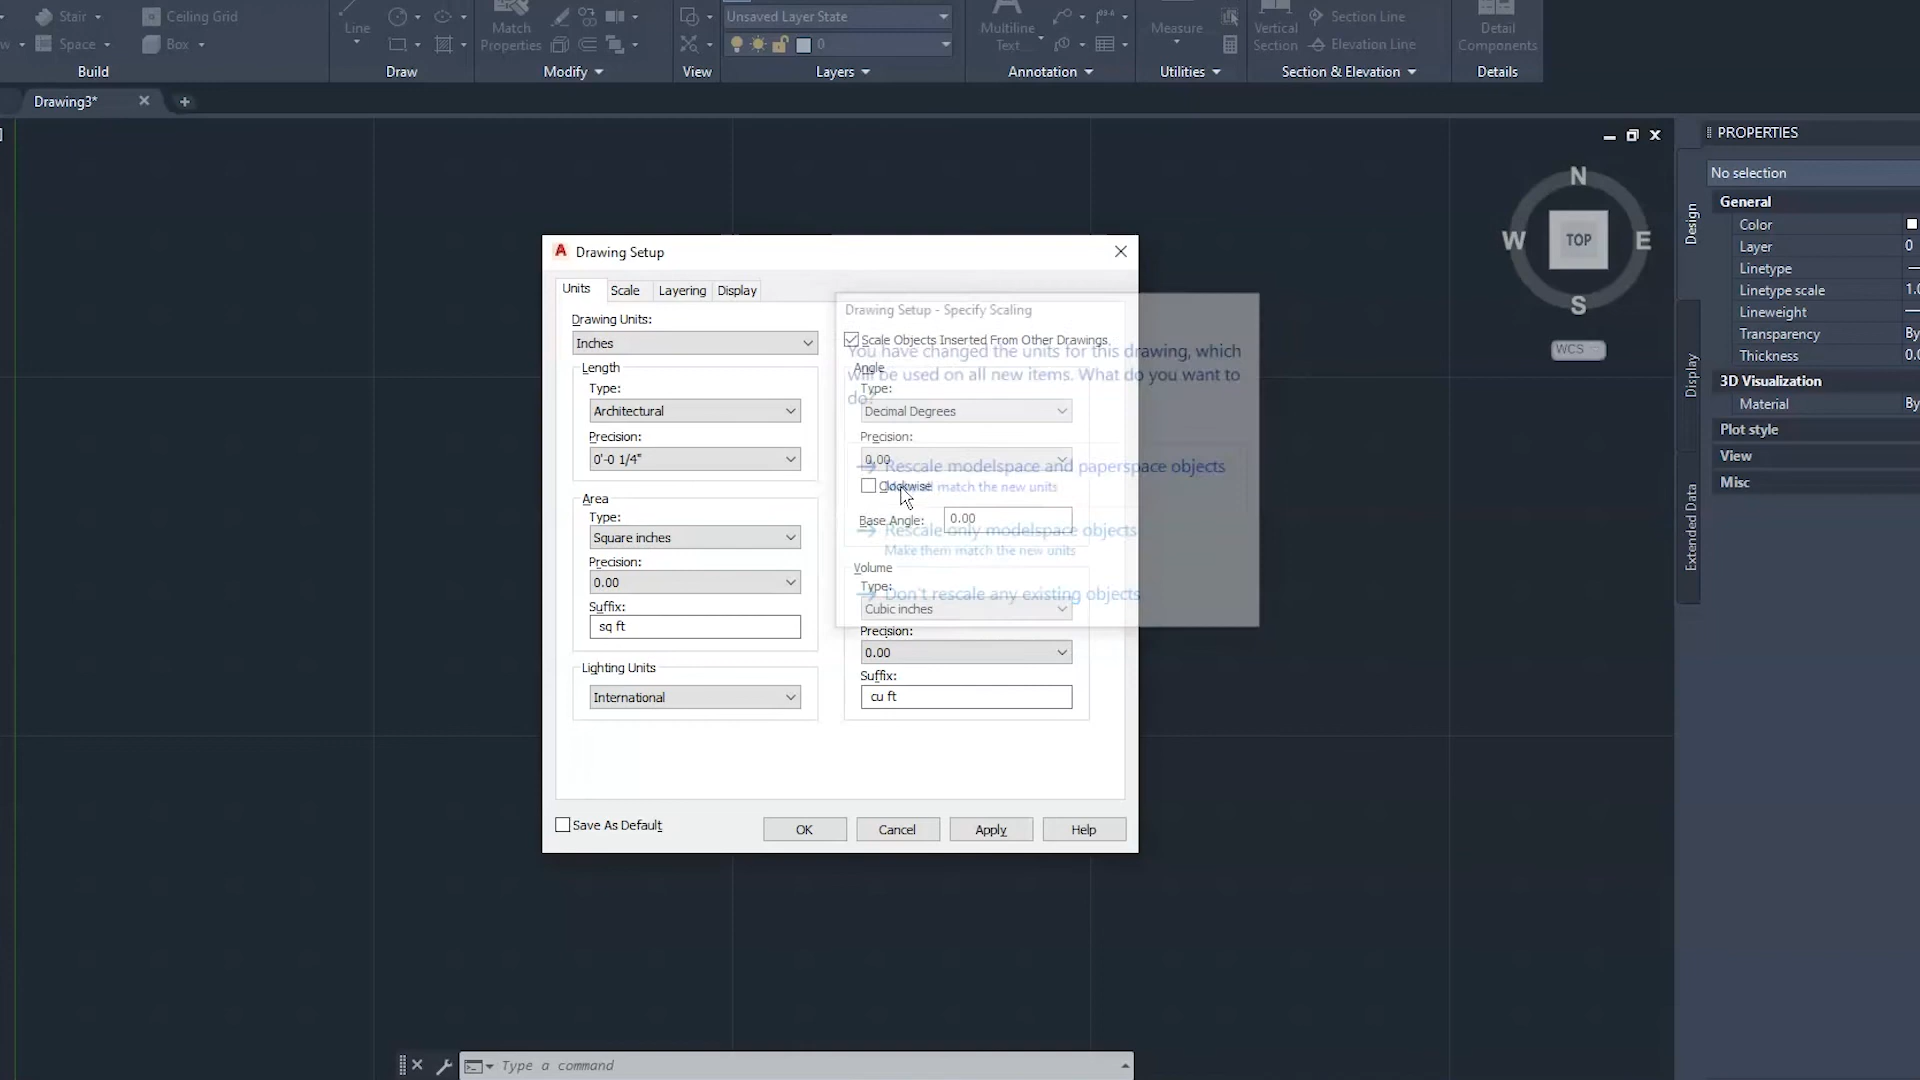 Stair
Ceiling Grid
Space
Box
Build
Line
Draw
Match
Properties
Modify
View
Unsaved Layer State
0
Layers
Multiline
Text
Annotation
Measure
Utilities
Vertical
Section
Section Line
Elevation Line
Section & Elevation
Detail
Components
Details
Drawing3*
N
W
TOP
E
S
WCS
PROPERTIES
No selection
General
Color
Layer 0
Linetype
Linetype scale
Lineweight
Transparency By
Thickness
3D Visualization
Material By
Plot style
View
Misc
Design
Display
Extended Data
Drawing Setup
Units
Scale
Layering
Display
Drawing Units:
Inches
Length
Type:
Architectural
Precision:
0'-0 1/4"
Area
Type:
Square inches
Precision:
0.00
Suffix:
sq ft
Lighting Units
International
Drawing Setup - Specify Scaling
Scale Objects Inserted From Other Drawings
You have changed the units for this drawing, which
will be used on all new items. What do you want to
do?
Angle
Type:
Decimal Degrees
Precision:
0.00
Rescale modelspace and paperspace objects
match the new units
Clockwise
Base Angle:
0.00
Rescale only modelspace objects
Make them match the new units
Volume
Type:
Don't rescale any existing objects
Cubic inches
Precision:
0.00
Suffix:
cu ft
Save As Default
OK
Cancel
Apply
Help
Type a command